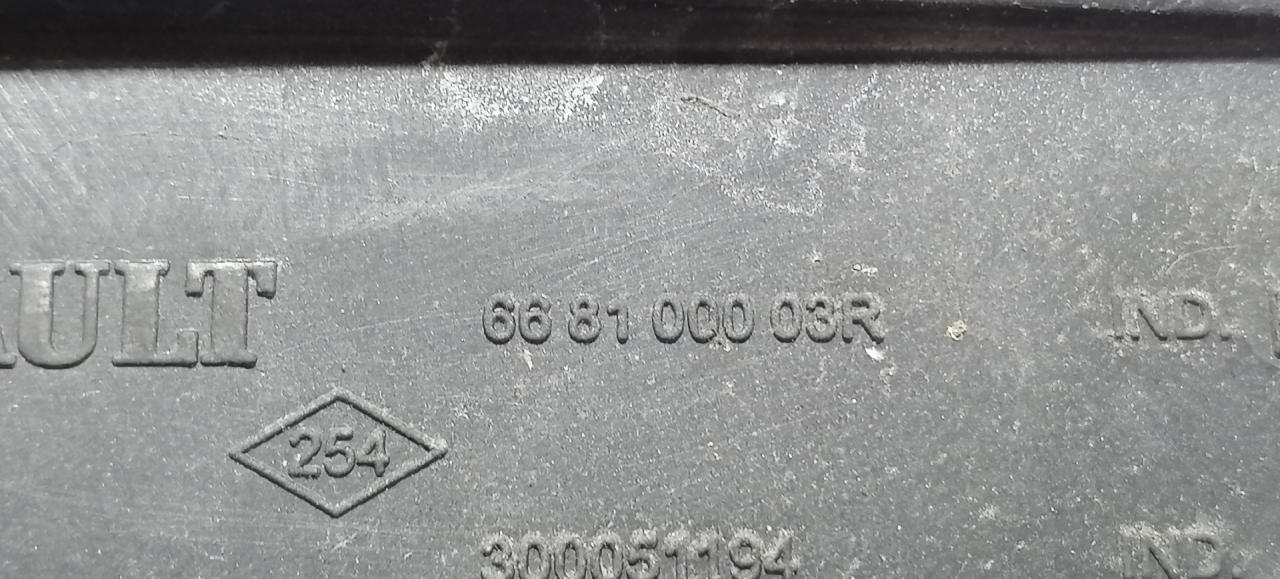 AULT 66 81 000 03R IND.
254
300051194 IND.